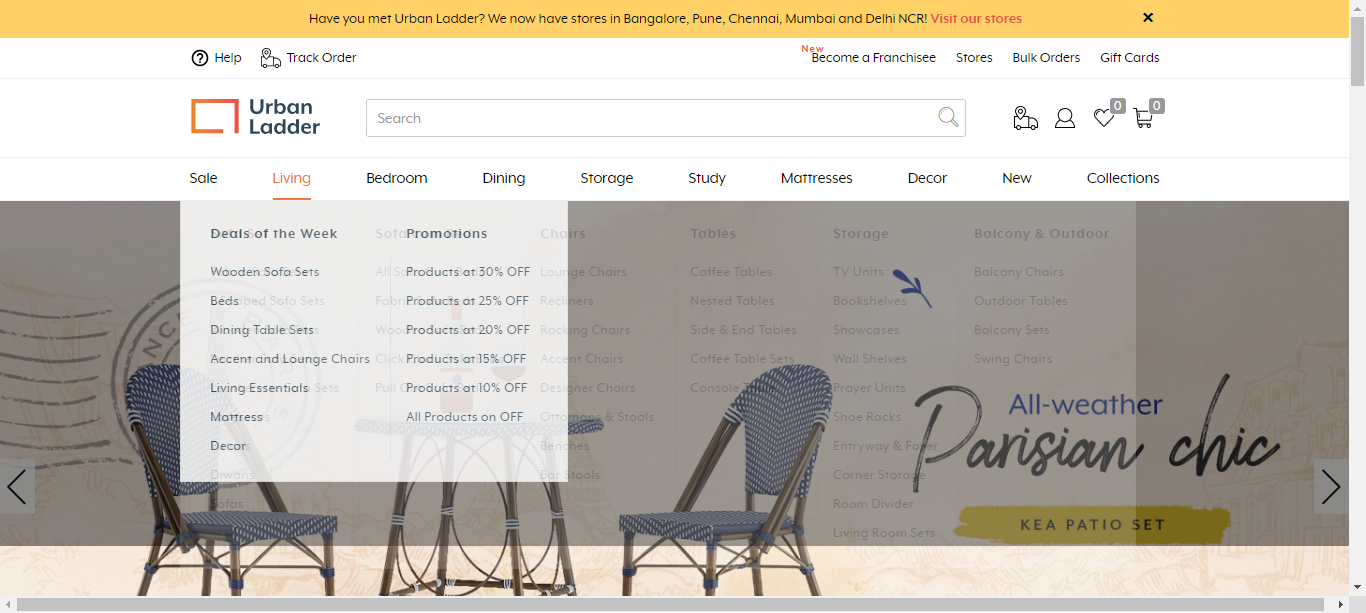 Have you met Urban Ladder? We now have stores in Bangalore, Pune, Chennai, Mumbai and Delhi NCR! Visit our stores
Help Track Order
New
Become a Franchisee Stores Bulk Orders Gift Cards
Urban
Ladder
Search
0 0
Sale Living Bedroom Dining Storage Study Mattresses Decor New Collections
Deals of the Week Promotions Chairs Tables Storage Balcony & Outdoor
Wooden Sofa Sets Products at 30% OFF Lounge Chairs Coffee Tables TV Units Balcony Chairs
Beds Products at 25% OFF Recliners Nested Tables Bookshelves Outdoor Tables
Dining Table Sets Products at 20% OFF Rocking Chairs Side & End Tables Showcases Balcony Sets
Accent and Lounge Chairs Products at 15% OFF Accent Chairs Coffee Table Sets Wall Shelves Swing Chairs
Living Essentials Products at 10% OFF Designer Chairs Console Table Prayer Units
Mattress All Products on OFF Ottomans & Stools Shoe Racks
Decor Benches Entryway & Foyer
Diwans Bar Stools Corner Storage
Sofas Room Divider
Living Room Sets
All-weather
Parisian chic
KEA PATIO SET